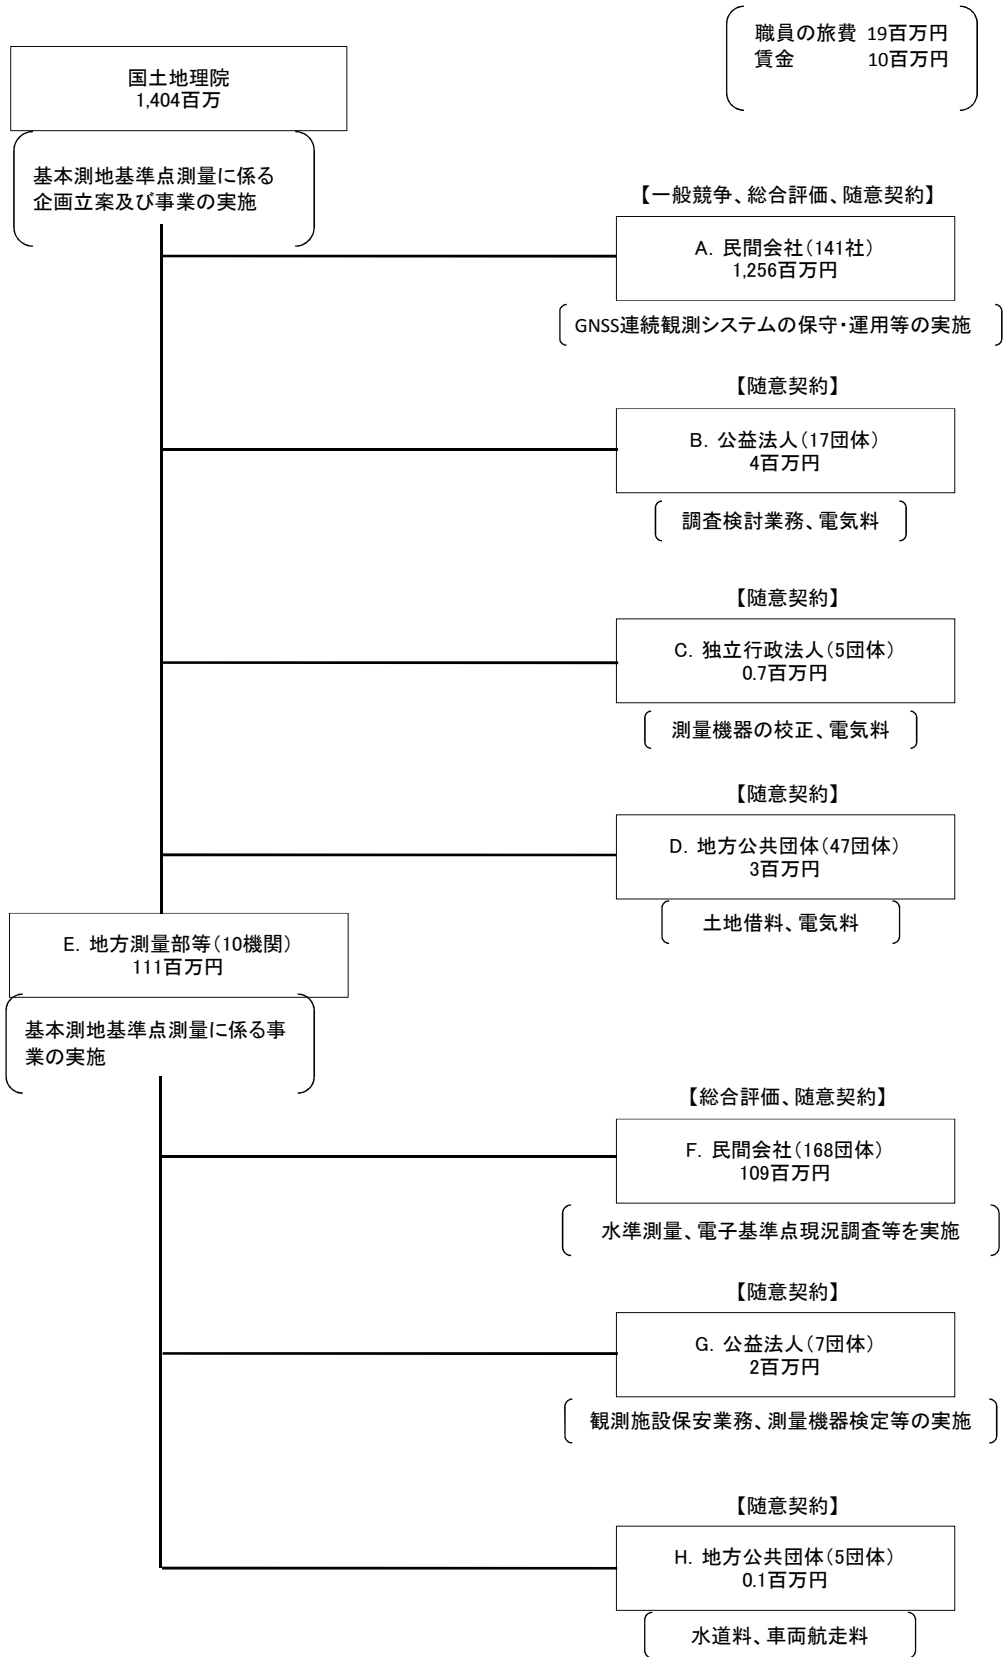 職員の旅費 19百万円
賃金 10百万円
国土地理院
1,404百万
基本測地基準点測量に係る
企画立案及び事業の実施
【一般競争、総合評価、随意契約】
A. 民間会社(141社)
1,256百万円
GNSS連続観測システムの保守・運用等の実施
【随意契約】
B. 公益法人(17団体)
4百万円
調査検討業務、電気料
【随意契約】
C. 独立行政法人(5団体)
0.7百万円
測量機器の校正、電気料
【随意契約】
D. 地方公共団体(47団体)
3百万円
土地借料、電気料
E. 地方測量部等(10機関)
111百万円
基本測地基準点測量に係る事
業の実施
【総合評価、随意契約】
F. 民間会社(168団体)
109百万円
水準測量、電子基準点現況調査等を実施
【随意契約】
G. 公益法人(7団体)
2百万円
観測施設保安業務、測量機器検定等の実施
【随意契約】
H. 地方公共団体(5団体)
0.1百万円
水道料、車両航走料